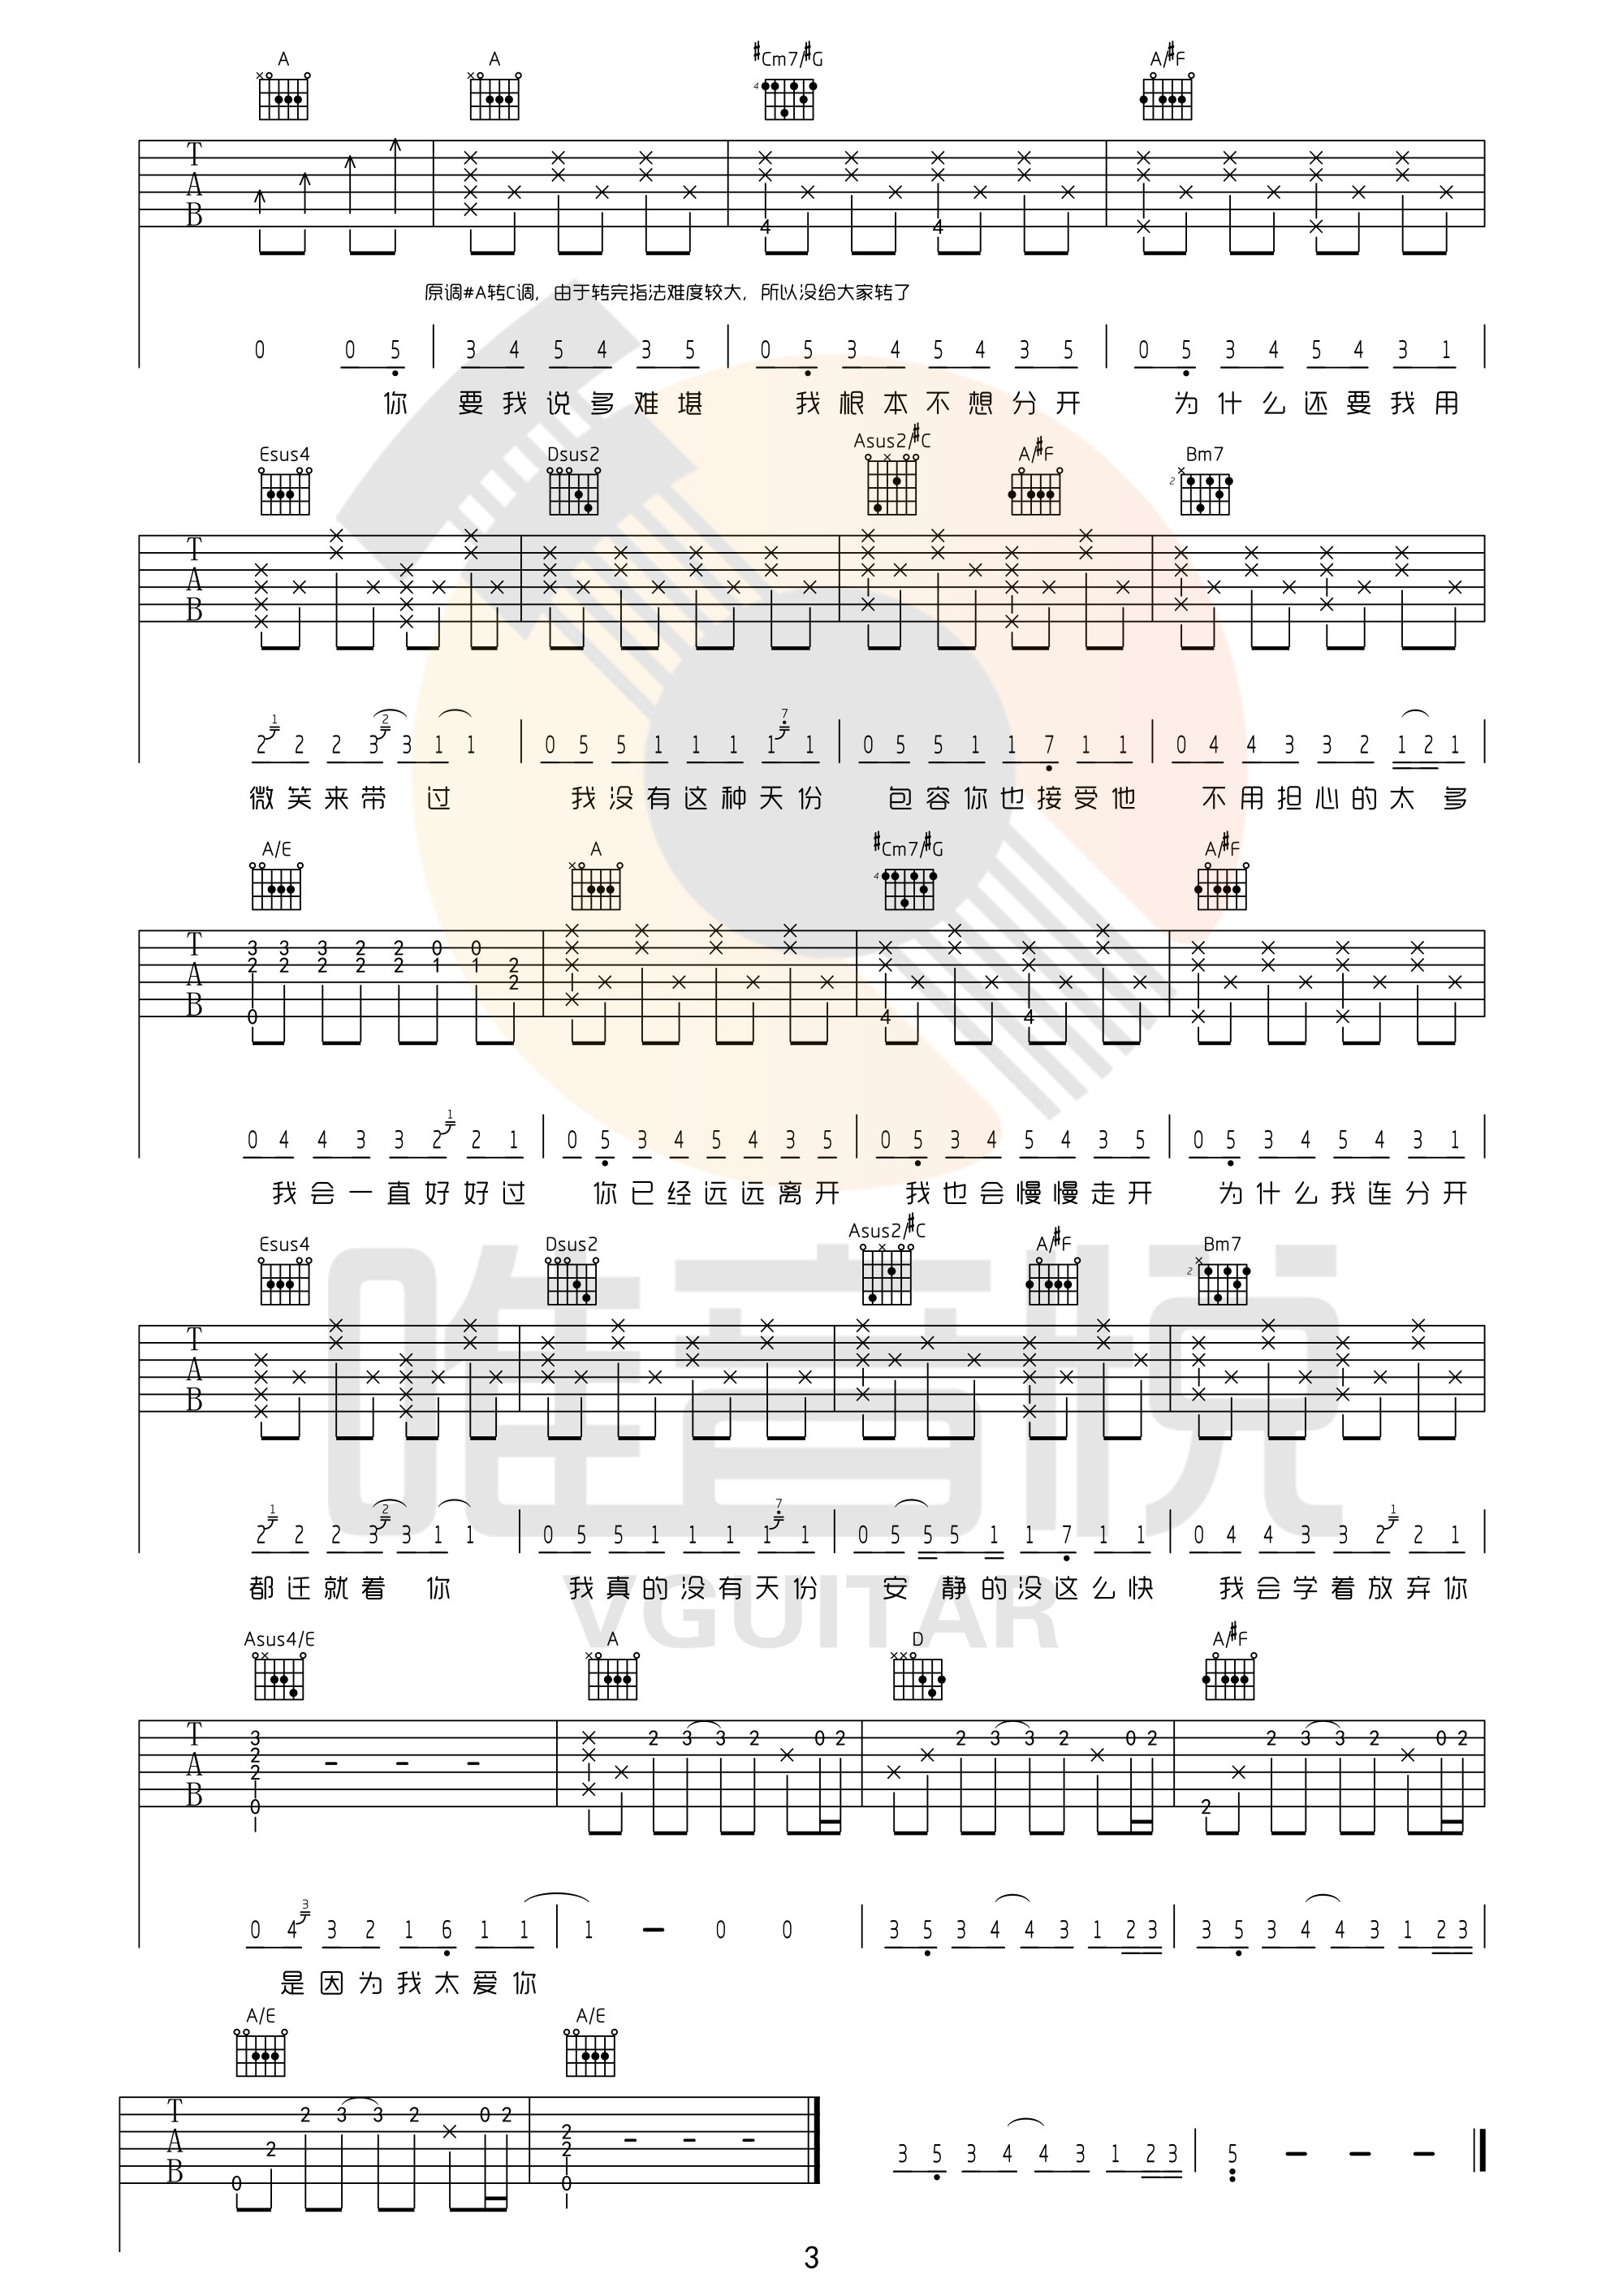 A A #Cm7/#G A/#F
4
T
A
B
4 4
原调#A转C调，由于转完指法难度较大，所以没给大家转了
0 0 5 3 4 5 4 3 5 0 5 3 4 5 4 3 5 0 5 3 4 5 4 3 1
你 要我说多难堪 我根本不想分开 为什么还要我用
Esus4 Dsus2 Asus2/#C A/#F Bm7
2
T
A
B
1 2 7
2 2 2 3 3 1 1 0 5 5 1 1 1 1 1 0 5 5 1 1 7 1 1 0 4 4 3 3 2 1 2 1
微笑来带 过 我没有这种天份 包容你也接受他 不用担心的太 多
A/E A #Cm7/#G A/#F
4
T
A
B
3 3 3 2 2 0 0
2 2 2 2 2 1 1 2
2
0 4 4
1
0 4 4 3 3 2 2 1 0 5 3 4 5 4 3 5 0 5 3 4 5 4 3 5 0 5 3 4 5 4 3 1
我会一直好好过 你已经远远离开 我也会慢慢走开 为什么我连分开
Esus4 Dsus2 Asus2/#C A/#F Bm7
2
T
A
B
1 2 7 1
2 2 2 3 3 1 1 0 5 5 1 1 1 1 1 0 5 5 5 1 1 7 1 1 0 4 4 3 3 2 2 1
都迁就着 你 我真的没有天份 安 静的没这么快 我会学着放弃你
唯音悦
VGUITAR
Asus4/E A D A/#F
T
A
B
3 2 3 3 2 0 2 2 3 3 2 0 2 2 3 3 2 0 2
2
2
0 2
3
0 4 3 2 1 6 1 1 1 - 0 0 3 5 3 4 4 3 1 2 3 3 5 3 4 4 3 1 2 3
是因为我太爱你
A/E A/E
T
A
B
2 3 3 2 0 2
2
2 2
0 0
3 5 3 4 4 3 1 2 3 5 - - -
3